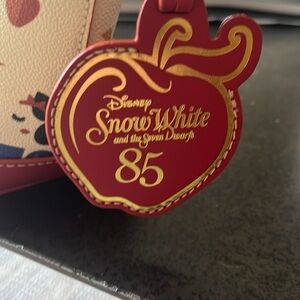 Disney
Snow White
and the Seven Dwarfs
85